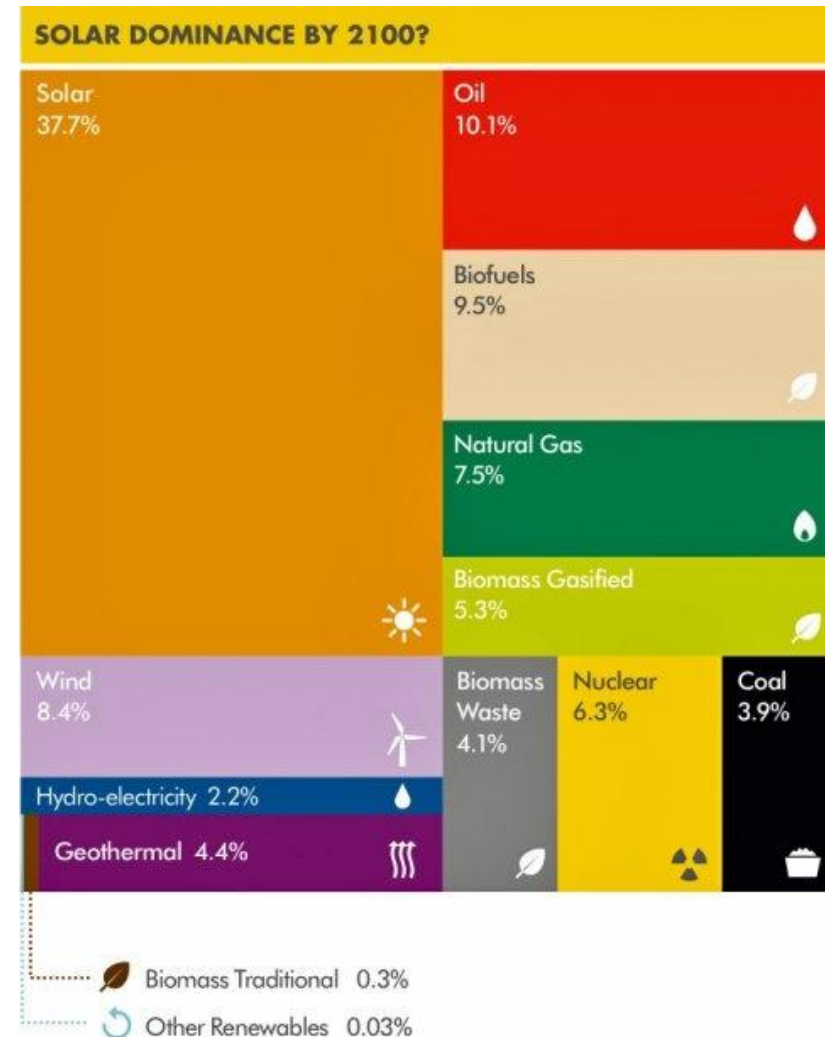 SOLAR DOMINANCE BY 2100?
Solar
37.7%
Oil
10.1%
Biofuels
9.5%
Natural Gas
7.5%
Biomass Gasified
5.3%
Wind
8.4%
Hydro-electricity 2.2%
Geothermal 4.4%
Biomass
Waste
4.1%
Nuclear
6.3%
Coal
3.9%
Biomass Traditional 0.3%
Other Renewables 0.03%